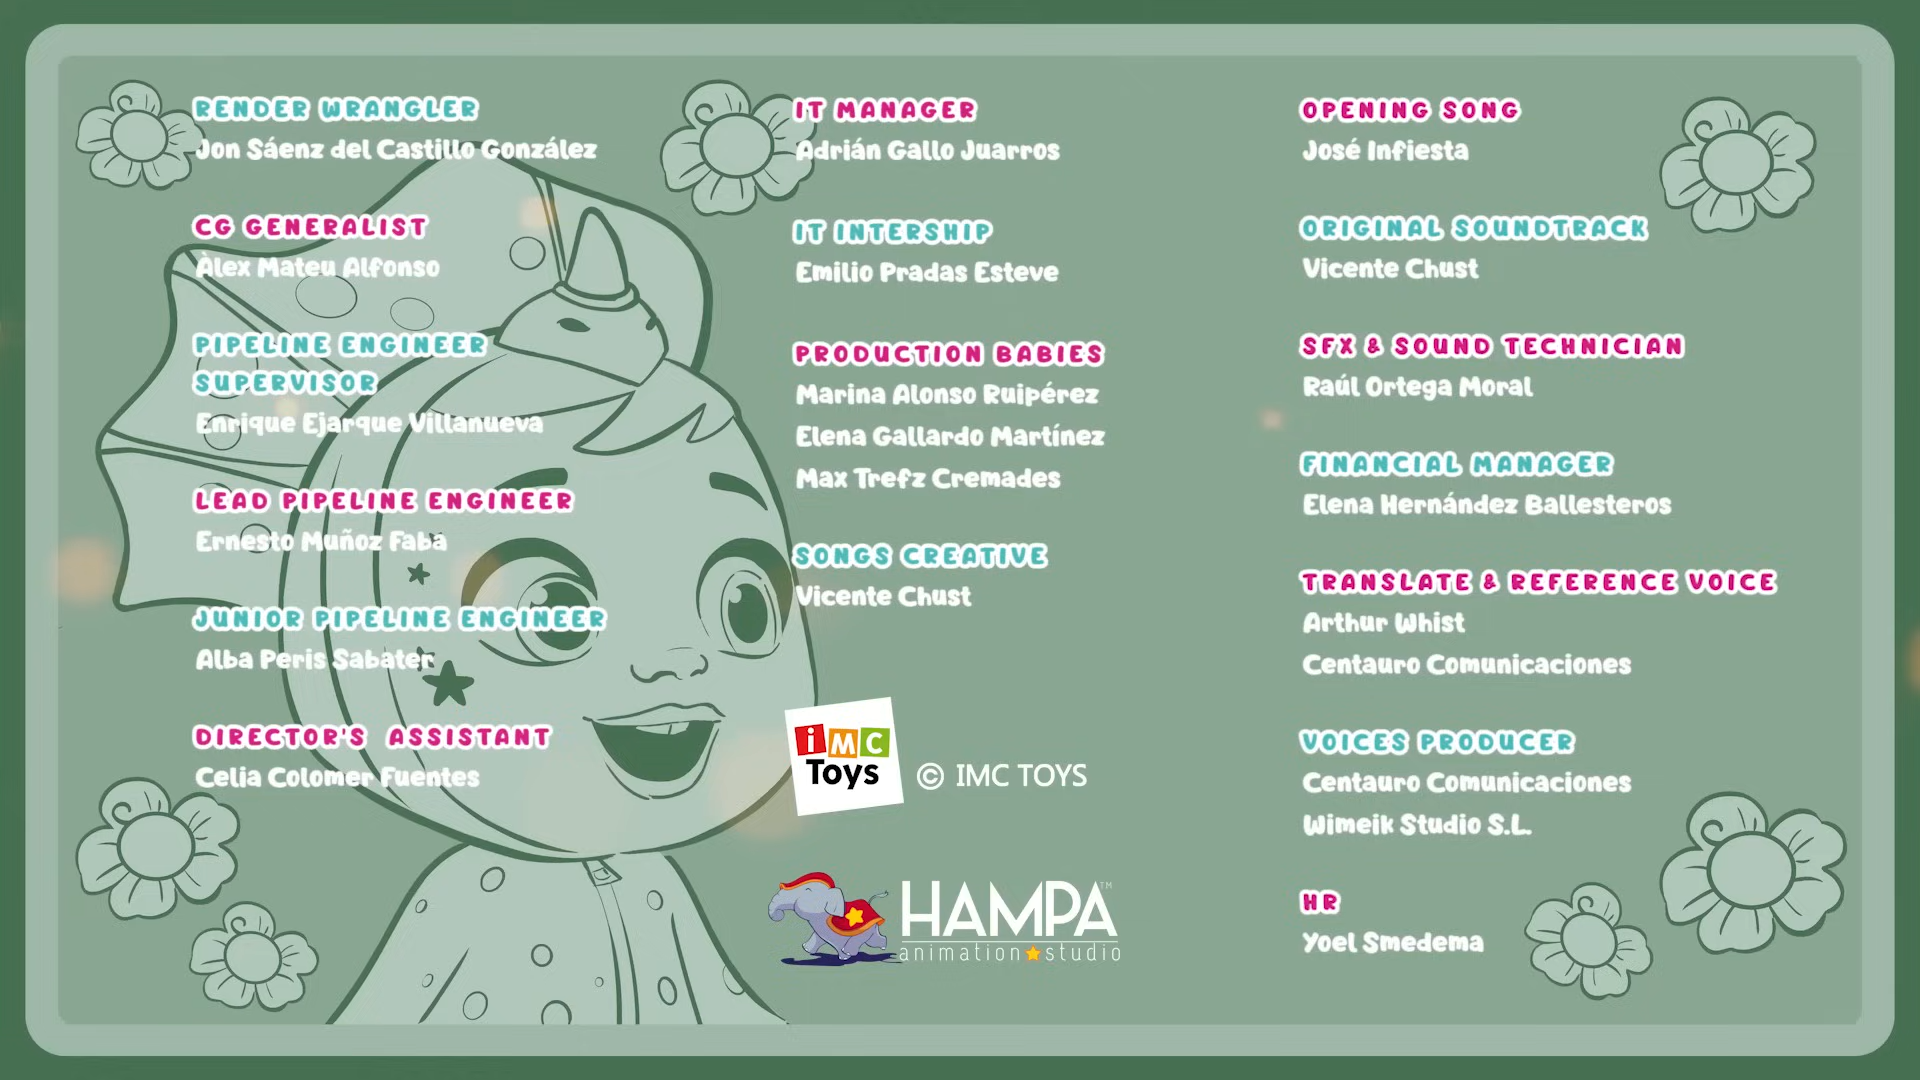 RENDER WRANGLER
Jon Sáenz del Castillo González
CG GENERALIST
Àlex Mateu Alfonso
PIPELINE ENGINEER
SUPERVISOR
Enrique Ejarque Villanueva
LEAD PIPELINE ENGINEER
Ernesto Muñoz Faba
JUNIOR PIPELINE ENGINEER
Alba Peris Sabater
DIRECTOR'S ASSISTANT
Celia Colomer Fuentes
IT MANAGER
Adrián Gallo Juarros
IT INTERSHIP
Emilio Pradas Esteve
PRODUCTION BABIES
Marina Alonso Ruipérez
Elena Gallardo Martínez
Max Trefz Cremades
SONGS CREATIVE
Vicente Chust
iMC
Toys
© IMC TOYS
HAMPA™
animation studio
OPENING SONG
José Infiesta
ORIGINAL SOUNDTRACK
Vicente Chust
SFX & SOUND TECHNICIAN
Raúl Ortega Moral
FINANCIAL MANAGER
Elena Hernández Ballesteros
TRANSLATE & REFERENCE VOICE
Arthur Whist
Centauro Comunicaciones
VOICES PRODUCER
Centauro Comunicaciones
Wimeik Studio S.L.
HR
Yoel Smedema